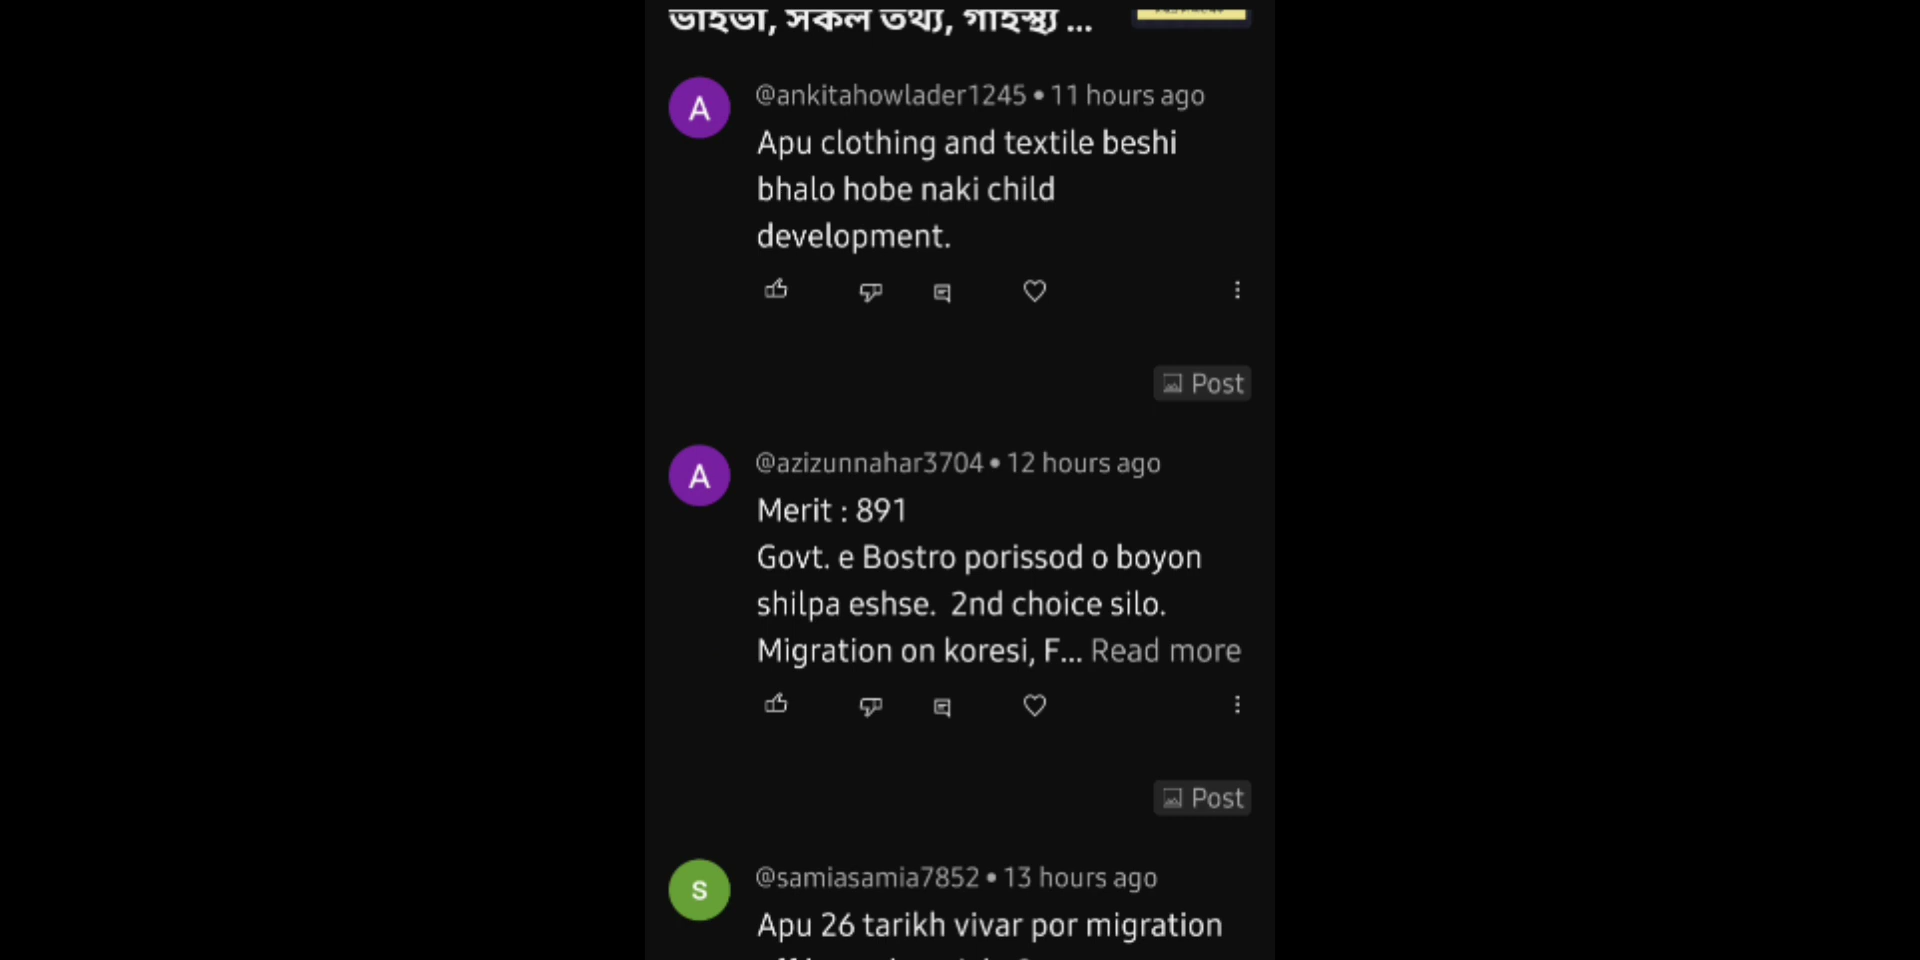 ভাইভা, সকল তথ্য, গার্হস্থ্য ...
@ankitahowlader1245 • 11 hours ago
A
Apu clothing and textile beshi
bhalo hobe naki child
development.
Post
@azizunnahar3704 • 12 hours ago
A
Merit : 891
Govt. e Bostro porissod o boyon
shilpa eshse. 2nd choice silo.
Migration on koresi, F... Read more
Post
@samiasamia7852 • 13 hours ago
S
Apu 26 tarikh vivar por migration